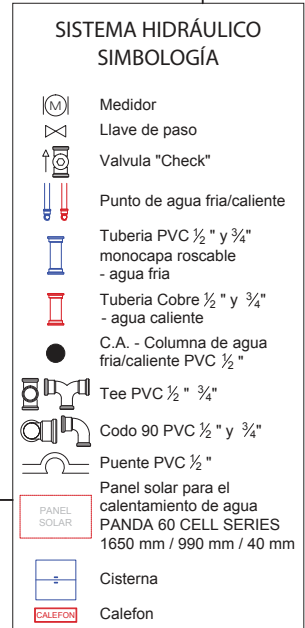 SISTEMA HIDRÁULICO
SIMBOLOGÍA
M
Medidor
Llave de paso
Valvula "Check"
Punto de agua fria/caliente
Tuberia PVC ½ " y ¾"
monocapa roscable
- agua fria
Tuberia Cobre ½ " y ¾"
- agua caliente
C.A. - Columna de agua
fria/caliente PVC ½ "
Tee PVC ½ " ¾"
Codo 90 PVC ½ " y ¾"
Puente PVC ½ "
PANEL
SOLAR
Panel solar para el
calentamiento de agua
PANDA 60 CELL SERIES
1650 mm / 990 mm / 40 mm
Cisterna
CALEFON
Calefon